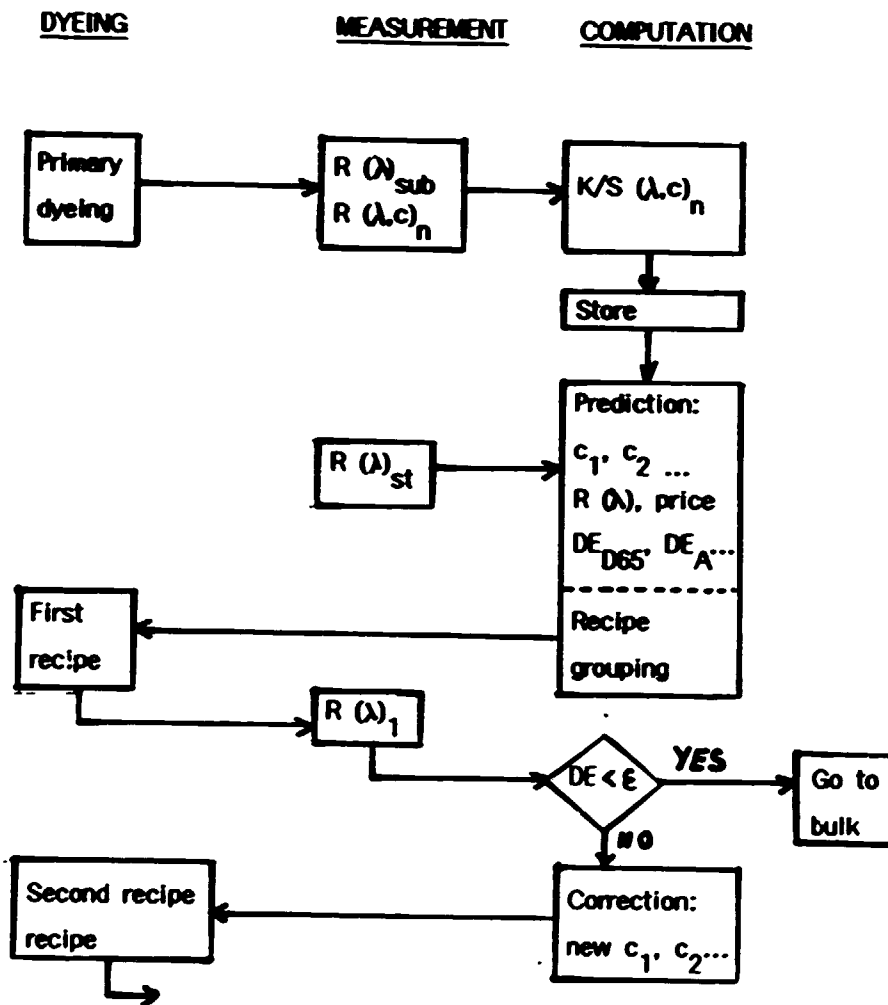 DYEING MEASUREMENT COMPUTATION
Primary
dyeing
R (λ)sub
R (λ,c)n
K/S (λ,c)n
Store
Prediction:
c1, c2 ...
R (λ), price
DED65, DEA...
R (λ)st
Recipe
grouping
First
recipe
R (λ)1
DE < ε
YES
Go to
bulk
NO
Correction:
new c1, c2...
Second recipe
recipe